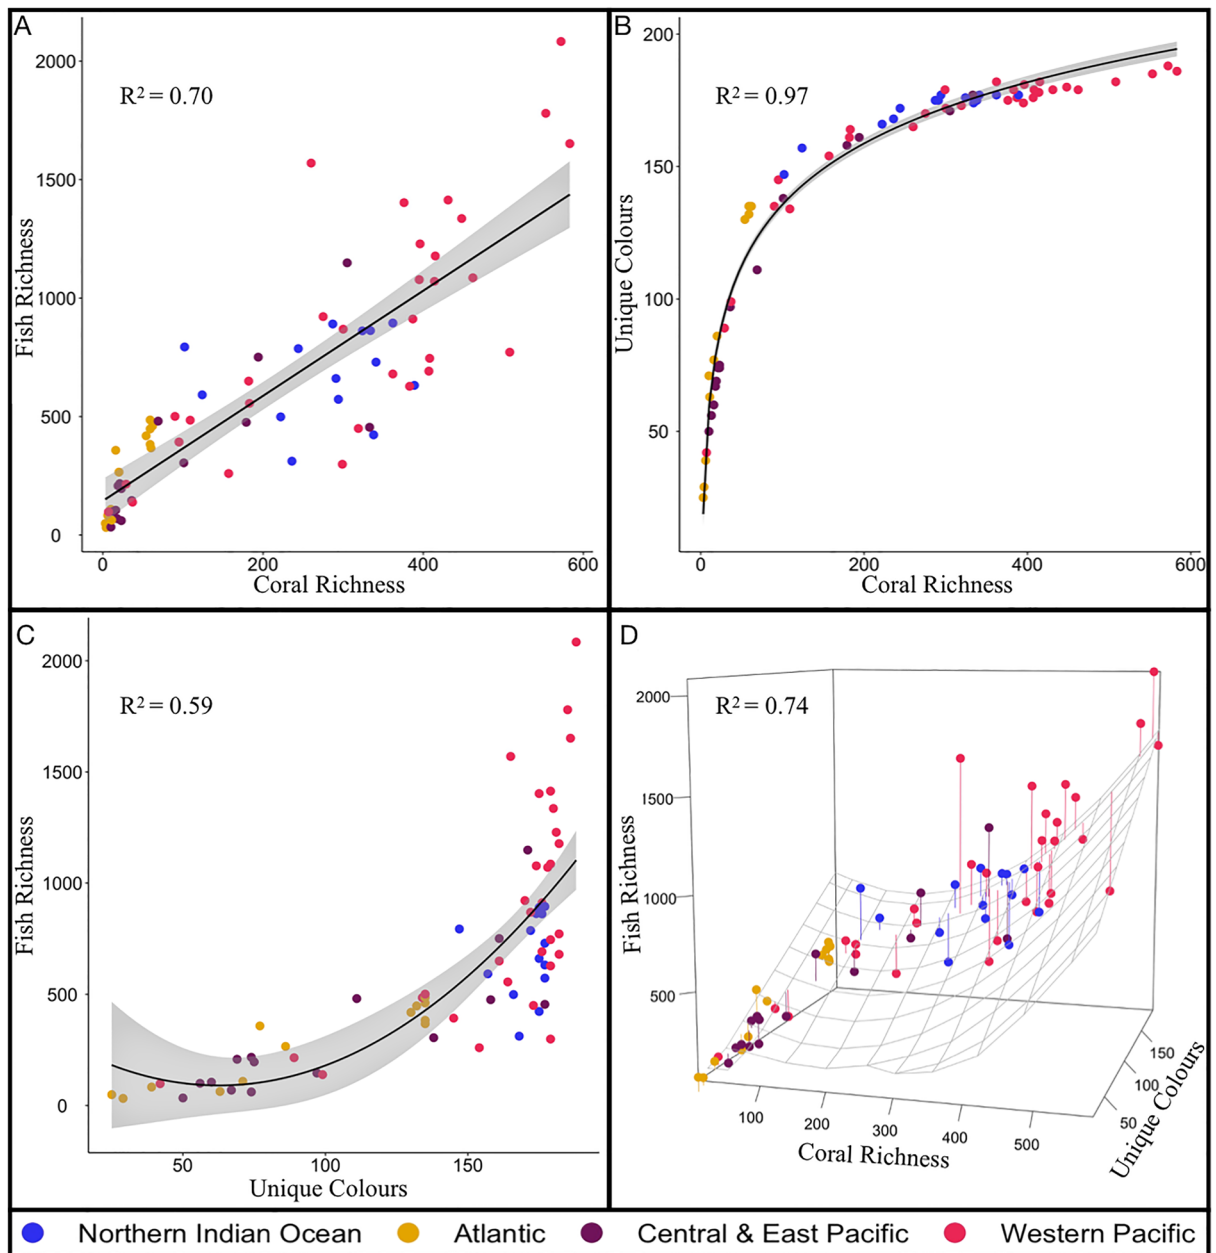 A
R² = 0.70
Fish Richness
2000
1500
1000
500
0
0 200 400 600
Coral Richness
B
R² = 0.97
Unique Colours
200
150
100
50
0 200 400 600
Coral Richness
C
R² = 0.59
Fish Richness
2000
1500
1000
500
0
50 100 150
Unique Colours
D
R² = 0.74
Fish Richness
2000
1500
1000
500
100 200 300 400 500
Coral Richness
50 100 150
Unique Colours
Northern Indian Ocean Atlantic Central & East Pacific Western Pacific